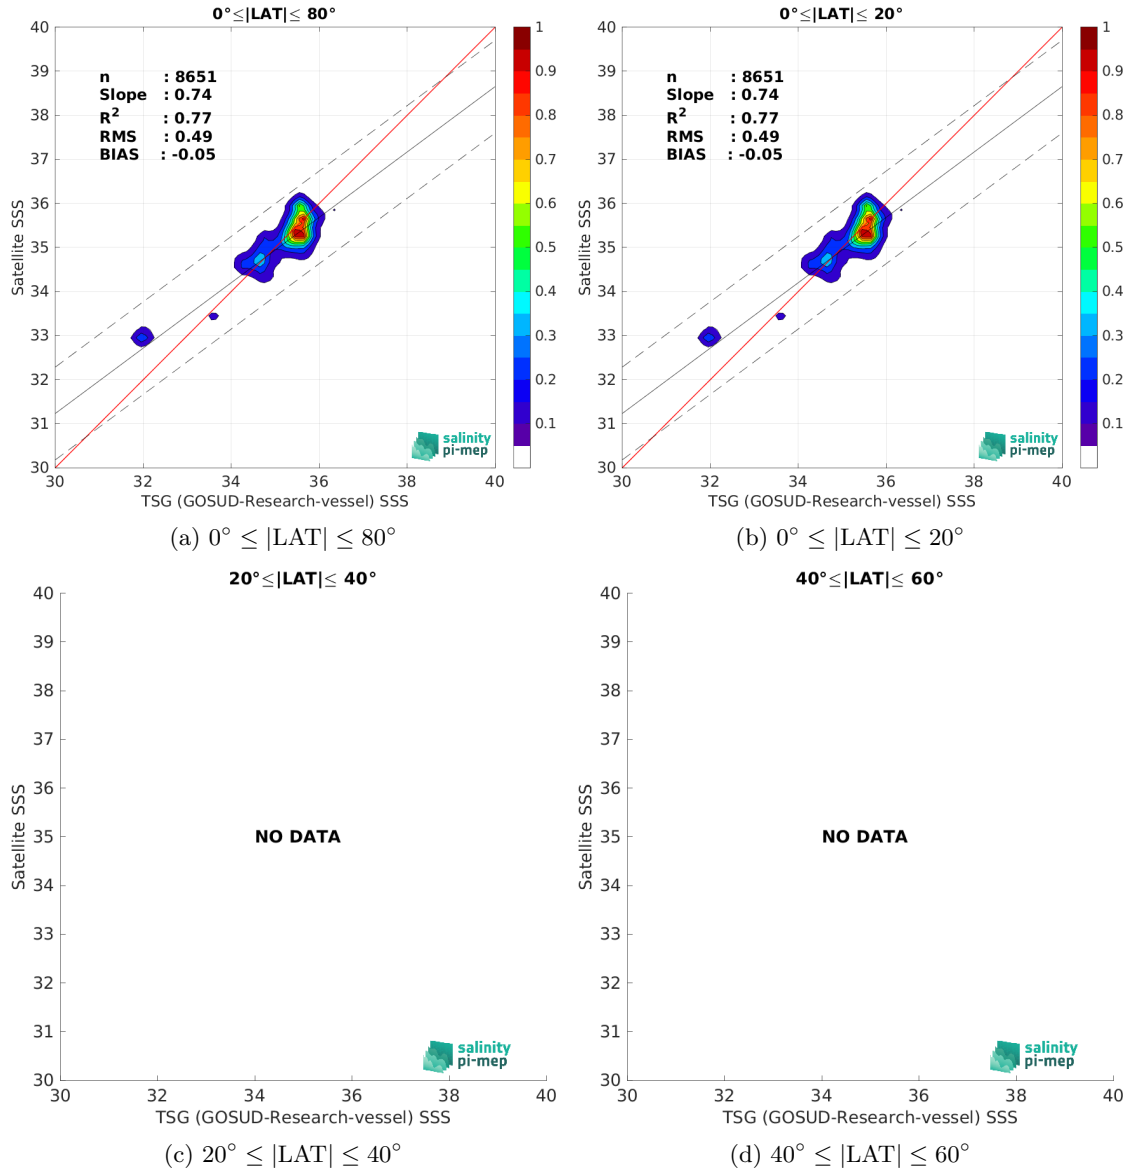 0°≤|LAT|≤ 80°
40
39
38
37
36
35
34
33
32
31
30
Satellite SSS
n : 8651
Slope : 0.74
R² : 0.77
RMS : 0.49
BIAS : -0.05
salinity
pi-mep
30 32 34 36 38 40
TSG (GOSUD-Research-vessel) SSS
1
0.9
0.8
0.7
0.6
0.5
0.4
0.3
0.2
0.1
(a) 0° ≤ |LAT| ≤ 80°
0°≤|LAT|≤ 20°
40
39
38
37
36
35
34
33
32
31
30
Satellite SSS
n : 8651
Slope : 0.74
R² : 0.77
RMS : 0.49
BIAS : -0.05
salinity
pi-mep
30 32 34 36 38 40
TSG (GOSUD-Research-vessel) SSS
1
0.9
0.8
0.7
0.6
0.5
0.4
0.3
0.2
0.1
(b) 0° ≤ |LAT| ≤ 20°
20°≤|LAT|≤ 40°
40
39
38
37
36
35
34
33
32
31
30
Satellite SSS
NO DATA
salinity
pi-mep
30 32 34 36 38 40
TSG (GOSUD-Research-vessel) SSS
(c) 20° ≤ |LAT| ≤ 40°
40°≤|LAT|≤ 60°
40
39
38
37
36
35
34
33
32
31
30
Satellite SSS
NO DATA
salinity
pi-mep
30 32 34 36 38 40
TSG (GOSUD-Research-vessel) SSS
(d) 40° ≤ |LAT| ≤ 60°